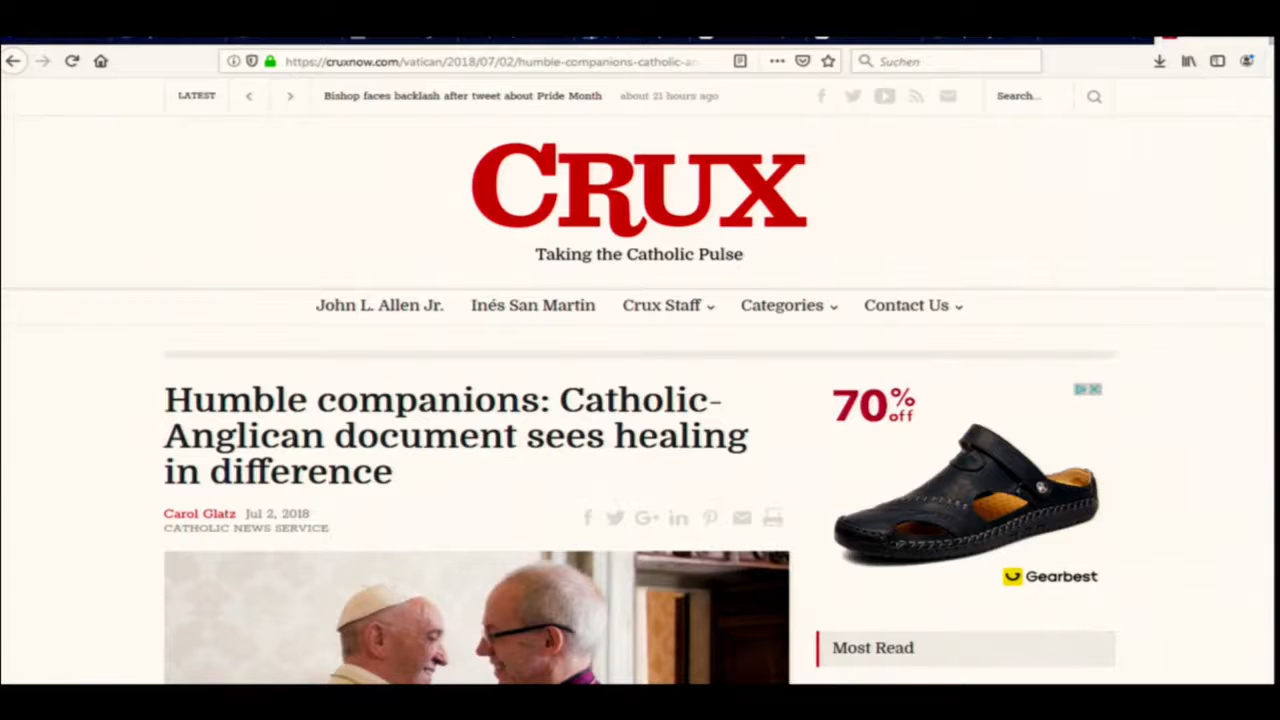 https://cruxnow.com/vatican/2018/07/02/humble-companions-catholic-an
Suchen
LATEST
Bishop faces backlash after tweet about Pride Month about 21 hours ago
Search...
CRUX
Taking the Catholic Pulse
John L. Allen Jr. Inés San Martin Crux Staff Categories Contact Us
Humble companions: Catholic-
Anglican document sees healing
in difference
Carol Glatz Jul 2, 2018
CATHOLIC NEWS SERVICE
70%
off
Gearbest
Most Read